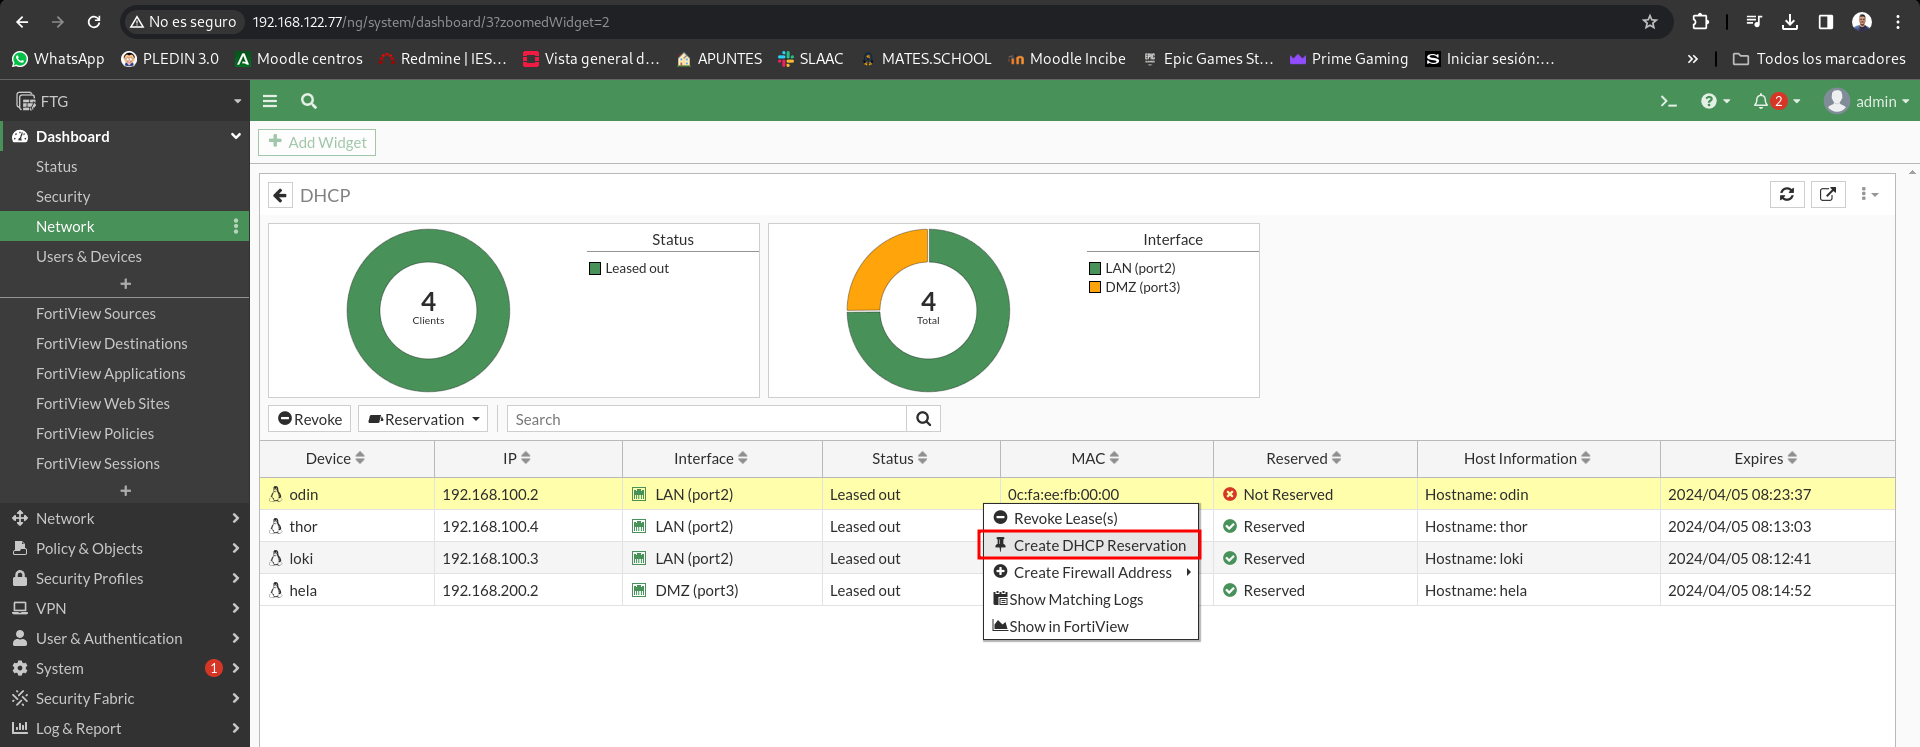 No es seguro 192.168.122.77/ng/system/dashboard/3?zoomedWidget=2
WhatsApp PLEDIN 3.0 Moodle centros Redmine | IES... Vista general d... APUNTES SLAAC MATES.SCHOOL Moodle Incibe Epic Games St... Prime Gaming Iniciar sesión:... » Todos los marcadores
FTG
2 admin
Dashboard
Status
Security
Network
Users & Devices
+
FortiView Sources
FortiView Destinations
FortiView Applications
FortiView Web Sites
FortiView Policies
FortiView Sessions
+
Network
Policy & Objects
Security Profiles
VPN
User & Authentication
System 1
Security Fabric
Log & Report
+ Add Widget
DHCP
4
Clients
Status
Leased out
4
Total
Interface
LAN (port2)
DMZ (port3)
Revoke Reservation Search
Device IP Interface Status MAC Reserved Host Information Expires
odin 192.168.100.2 LAN (port2) Leased out 0c:fa:ee:fb:00:00 Not Reserved Hostname: odin 2024/04/05 08:23:37
thor 192.168.100.4 LAN (port2) Leased out Reserved Hostname: thor 2024/04/05 08:13:03
loki 192.168.100.3 LAN (port2) Leased out Reserved Hostname: loki 2024/04/05 08:12:41
hela 192.168.200.2 DMZ (port3) Leased out Reserved Hostname: hela 2024/04/05 08:14:52
Revoke Lease(s)
Create DHCP Reservation
Create Firewall Address
Show Matching Logs
Show in FortiView